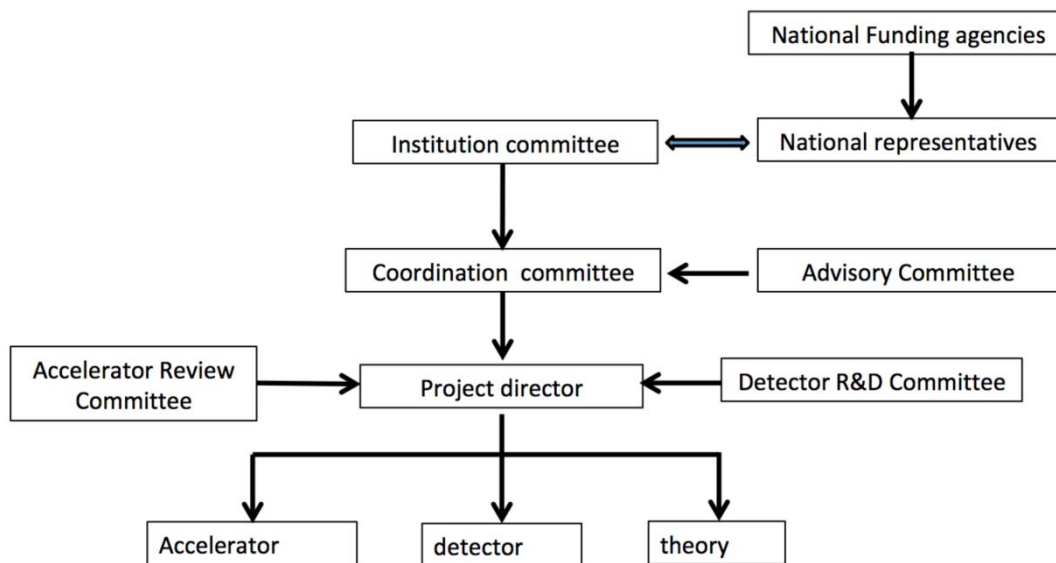 National Funding agencies
Institution committee
National representatives
Coordination committee
Advisory Committee
Accelerator Review
Committee
Project director
Detector R&D Committee
Accelerator
detector
theory